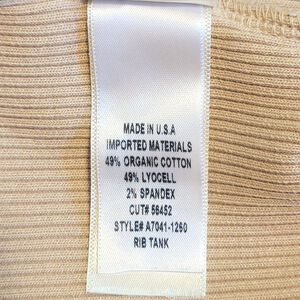 MADE IN U.S.A
IMPORTED MATERIALS
49% ORGANIC COTTON
49% LYOCELL
2% SPANDEX
CUT# 56452
STYLE# A7041-1260
RIB TANK